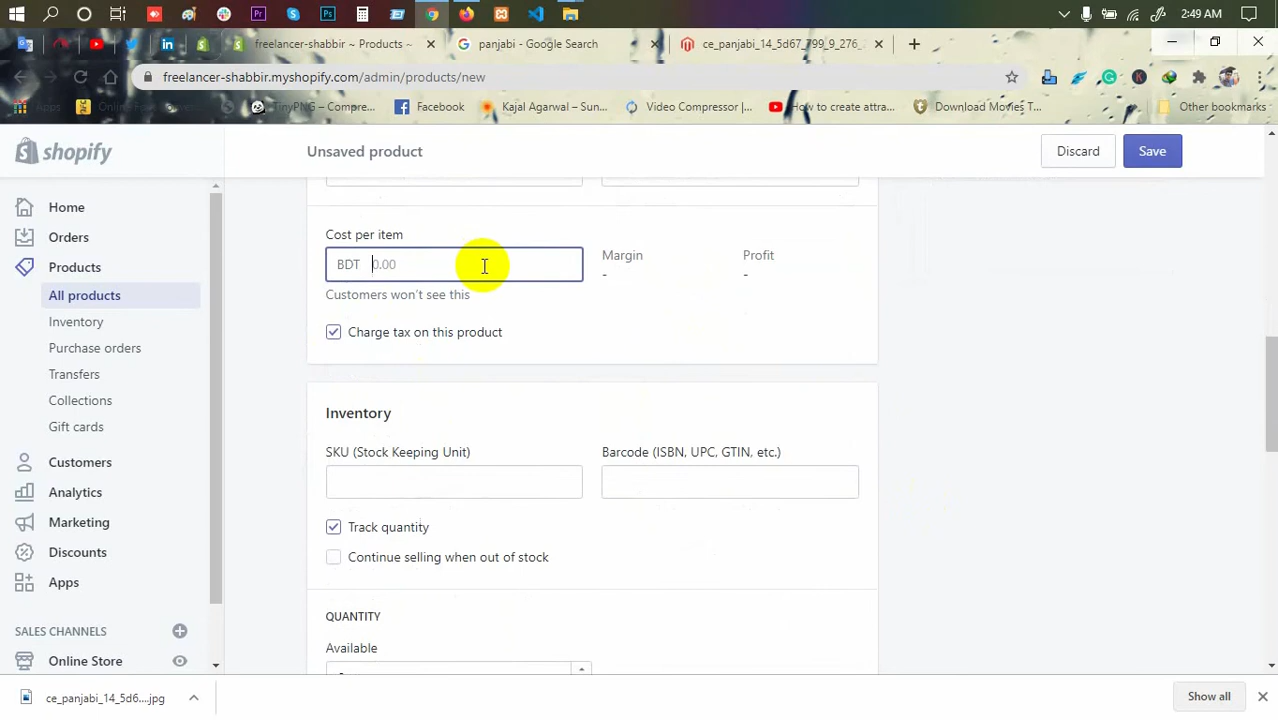 2:49 AM
freelancer-shabbir ~ Products ~
panjabi - Google Search
ce_panjabi_14_5d67_799_9_276_
freelancer-shabbir.myshopify.com/admin/products/new
Apps
TinyPNG – Compre...
Facebook
Kajal Agarwal – Sun...
Video Compressor |...
How to create attra...
Download Movies T...
Other bookmarks
shopify
Unsaved product
Discard
Save
Home
Orders
Products
All products
Inventory
Purchase orders
Transfers
Collections
Gift cards
Customers
Analytics
Marketing
Discounts
Apps
SALES CHANNELS
Online Store
Cost per item
BDT 0.00
Customers won't see this
Margin
-
Profit
-
Charge tax on this product
Inventory
SKU (Stock Keeping Unit)
Barcode (ISBN, UPC, GTIN, etc.)
Track quantity
Continue selling when out of stock
QUANTITY
Available
ce_panjabi_14_5d6....jpg
Show all